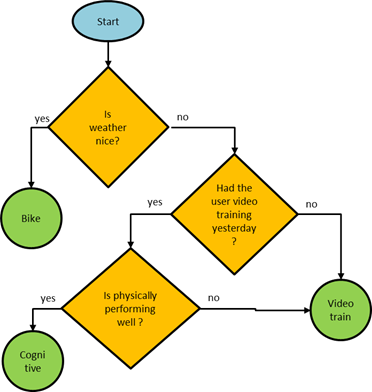 Start
Is
weather
nice?
yes
no
Bike
Had the
user video
training
yesterday
?
yes
no
Is physically
performing
well ?
yes
no
Video
train
Cogni
tive